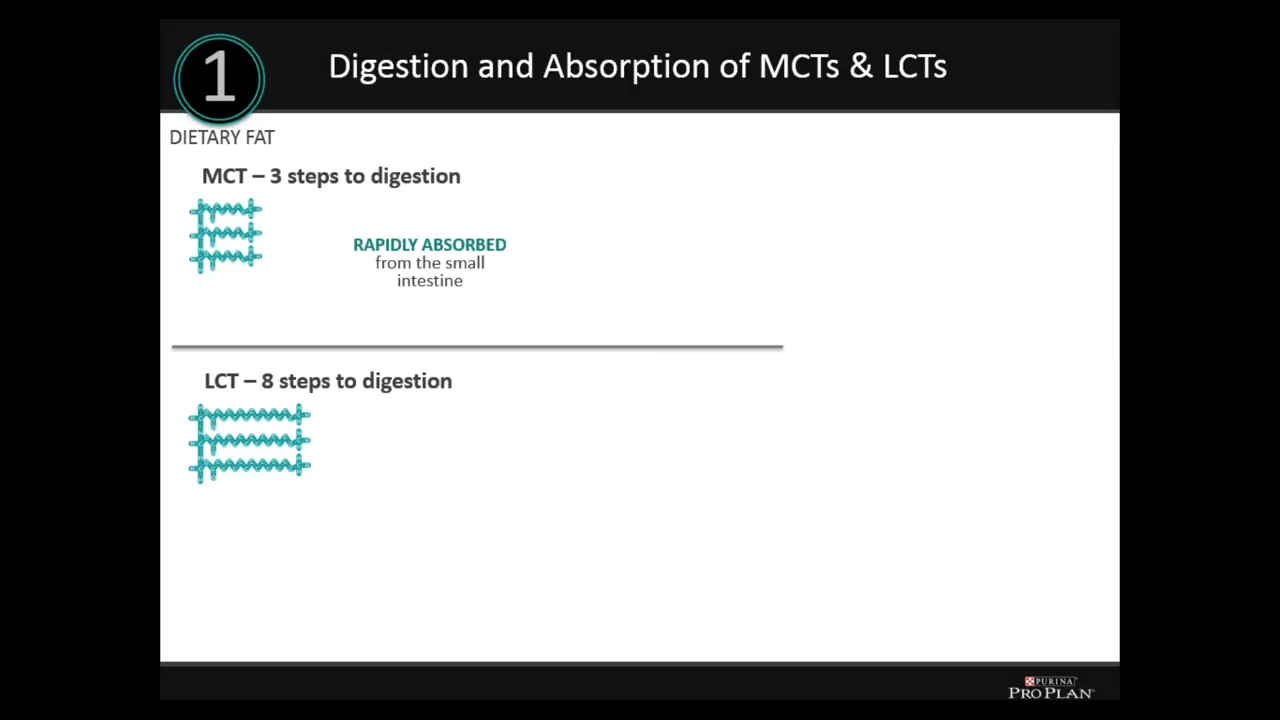 1
Digestion and Absorption of MCTs & LCTs
DIETARY FAT
MCT – 3 steps to digestion
RAPIDLY ABSORBED
from the small
intestine
LCT – 8 steps to digestion
PURINA
PRO PLAN